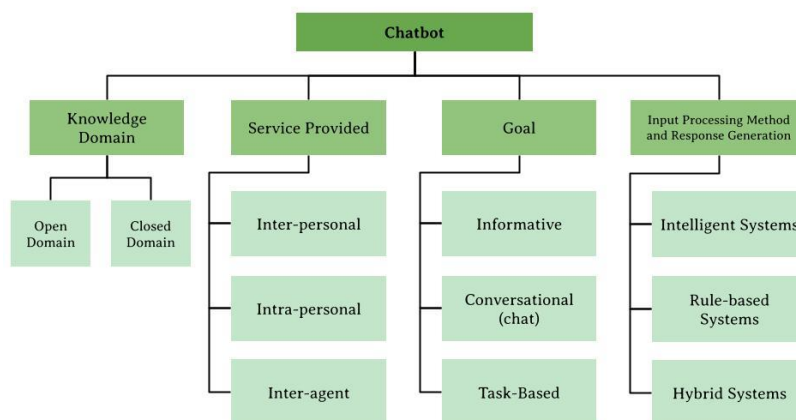 Chatbot
Knowledge
Domain
Service Provided
Goal
Input Processing Method
and Response Generation
Open
Domain
Closed
Domain
Inter-personal
Intra-personal
Inter-agent
Informative
Conversational
(chat)
Task-Based
Intelligent Systems
Rule-based
Systems
Hybrid Systems